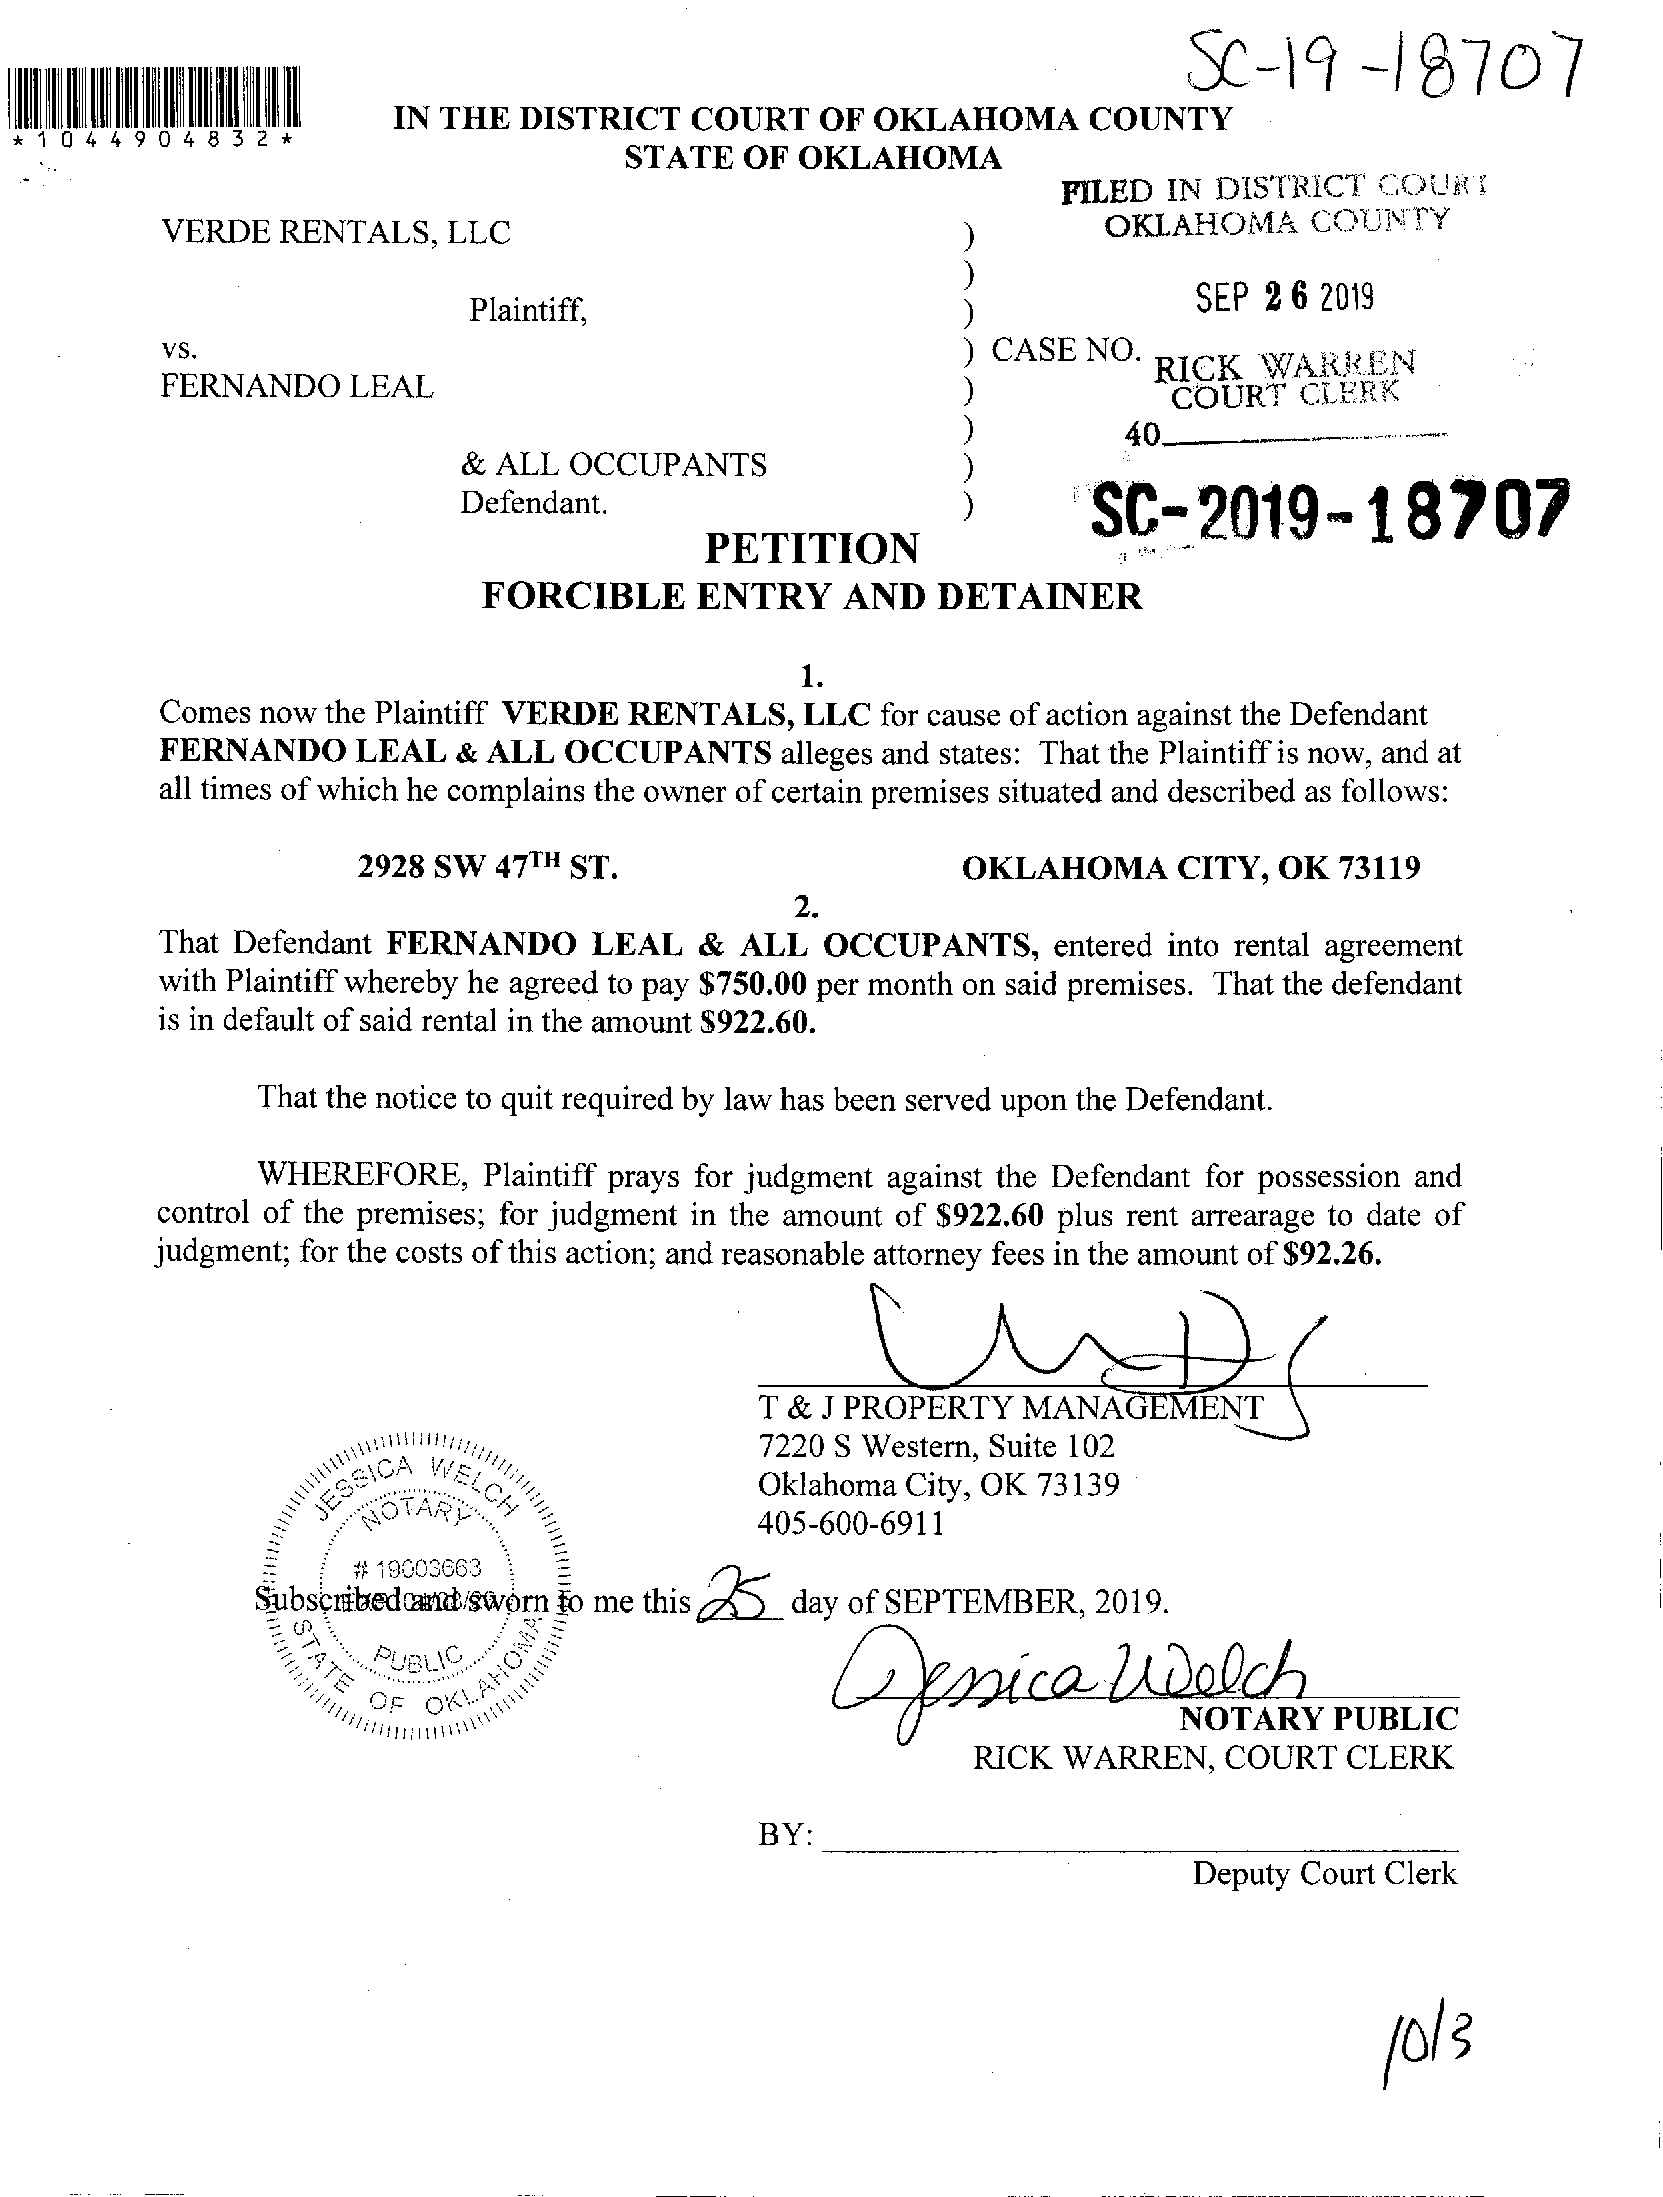 SC-19-18707
*1044904832*
IN THE DISTRICT COURT OF OKLAHOMA COUNTY
STATE OF OKLAHOMA
FILED IN DISTRICT COURT
OKLAHOMA COUNTY
VERDE RENTALS, LLC )
)
SEP 26 2019
Plaintiff, )
vs. ) CASE NO.
RICK WARREN
COURT CLERK
FERNANDO LEAL )
)
40
& ALL OCCUPANTS )
Defendant. )
SC-2019-18707
PETITION
FORCIBLE ENTRY AND DETAINER
1.
Comes now the Plaintiff VERDE RENTALS, LLC for cause of action against the Defendant
FERNANDO LEAL & ALL OCCUPANTS alleges and states: That the Plaintiff is now, and at
all times of which he complains the owner of certain premises situated and described as follows:
2928 SW 47TH ST. OKLAHOMA CITY, OK 73119
2.
That Defendant FERNANDO LEAL & ALL OCCUPANTS, entered into rental agreement
with Plaintiff whereby he agreed to pay $750.00 per month on said premises. That the defendant
is in default of said rental in the amount $922.60.
That the notice to quit required by law has been served upon the Defendant.
WHEREFORE, Plaintiff prays for judgment against the Defendant for possession and
control of the premises; for judgment in the amount of $922.60 plus rent arrearage to date of
judgment; for the costs of this action; and reasonable attorney fees in the amount of $92.26.
T & J PROPERTY MANAGEMENT
7220 S Western, Suite 102
Oklahoma City, OK 73139
405-600-6911
JESSICA WELCH
NOTARY
# 19003663
PUBLIC
STATE OF OKLAHOMA
Subscribed and sworn to me this 25 day of SEPTEMBER, 2019.
Jessica Welch
NOTARY PUBLIC
RICK WARREN, COURT CLERK
BY:
Deputy Court Clerk
10/3